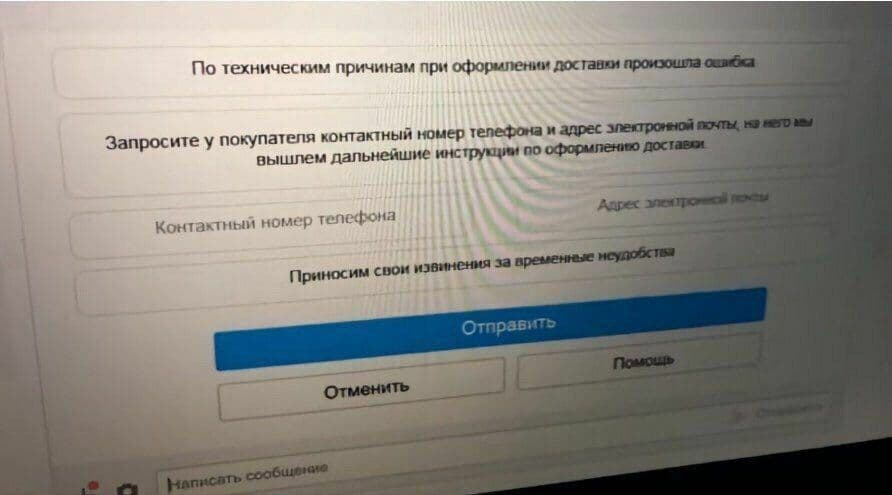 По техническим причинам при оформлении доставки произошла ошибка
Запросите у покупателя контактный номер телефона и адрес электронной почты, на него мы
вышлем дальнейшие инструкции по оформлению доставки.
Контактный номер телефона
Адрес электронной почты
Приносим свои извинения за временные неудобства
Отправить
Отменить
Помощь
Написать сообщение